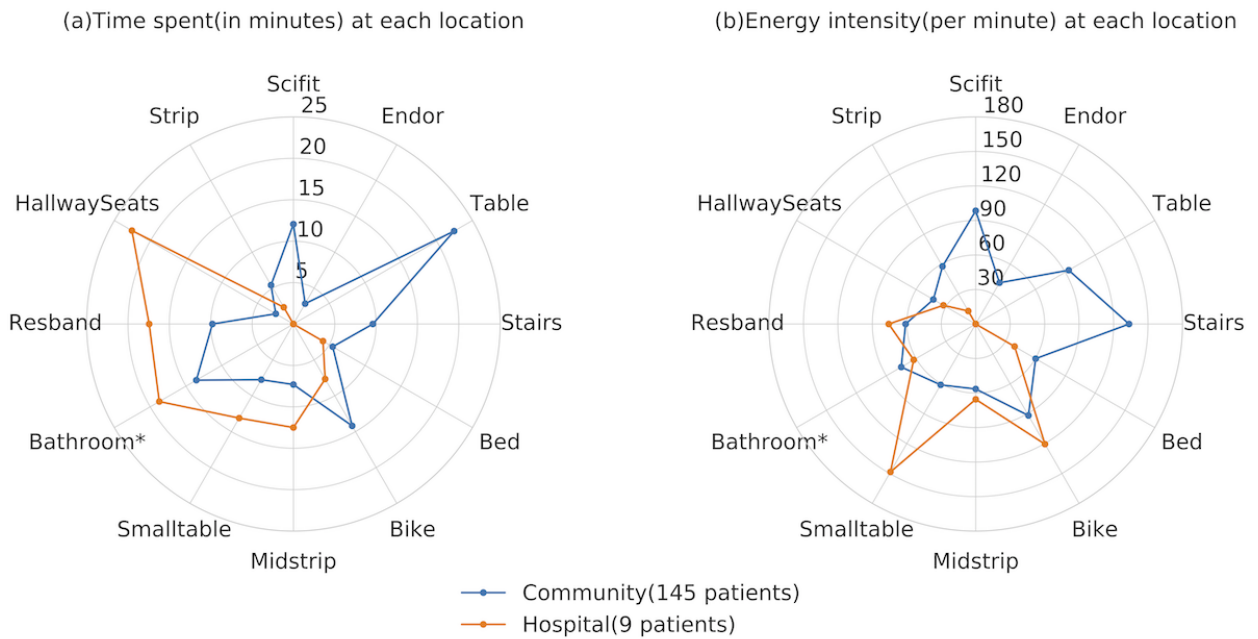 (a)Time spent(in minutes) at each location
Scifit
25
Strip
Endor
20
15
HallwaySeats
Table
10
5
Resband
Stairs
Bathroom*
Bed
Smalltable
Bike
Midstrip
(b)Energy intensity(per minute) at each location
Scifit
180
Strip
Endor
150
120
HallwaySeats
Table
90
60
30
Resband
Stairs
Bathroom*
Bed
Smalltable
Bike
Midstrip
Community(145 patients)
Hospital(9 patients)